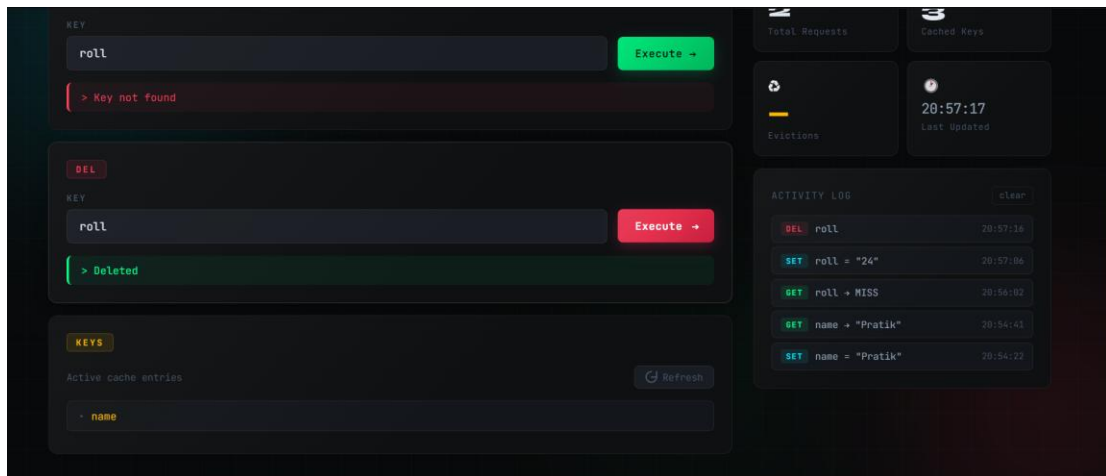 KEY
roll
Execute →
> Key not found
DEL
KEY
roll
Execute →
> Deleted
KEYS
Active cache entries
Refresh
· name
Total Requests
Cached Keys
Evictions
20:57:17
Last Updated
ACTIVITY LOG
clear
DEL roll 20:57:16
SET roll = "24" 20:57:06
GET roll → MISS 20:56:02
GET name → "Pratik" 20:54:41
SET name = "Pratik" 20:54:22